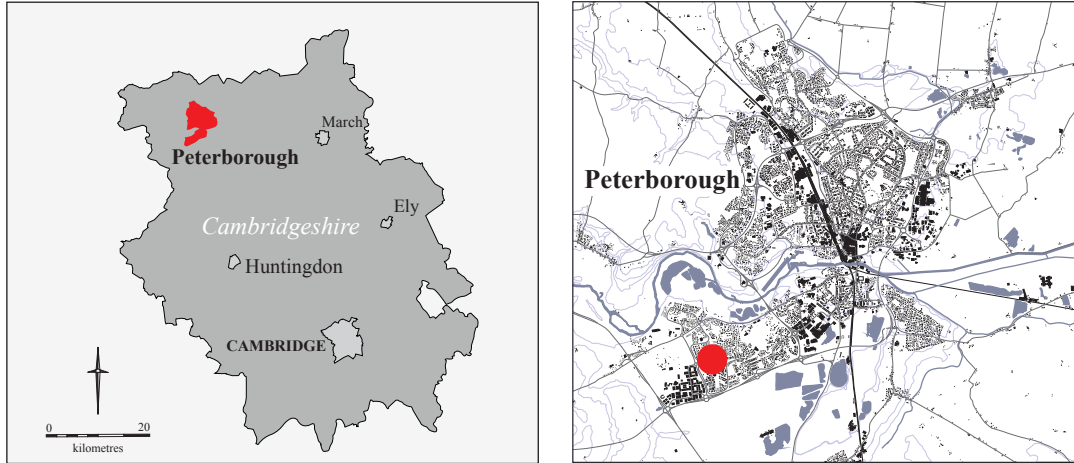 March
Peterborough
Ely
Cambridgeshire
Huntingdon
CAMBRIDGE
0 20
kilometres
Peterborough